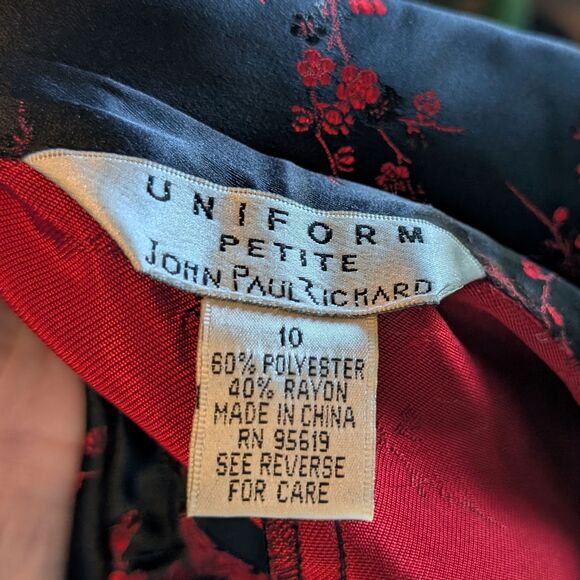 UNIFORM
PETITE
JOHN PAUL RICHARD
10
60% POLYESTER
40% RAYON
MADE IN CHINA
RN 95619
SEE REVERSE
FOR CARE